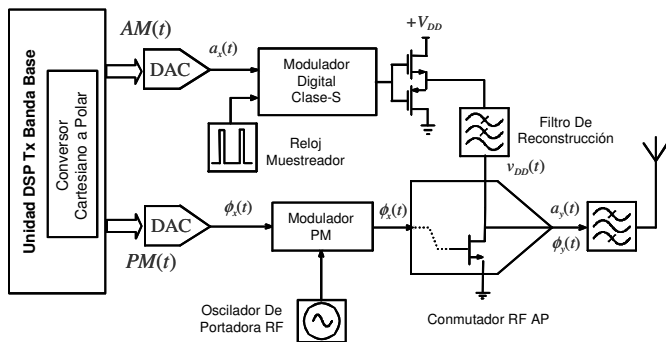 Unidad DSP Tx Banda Base
Conversor
Cartesiano a Polar
AM(t)
DAC
a_x(t)
Modulador
Digital
Clase-S
+V_DD
Reloj
Muestreador
Filtro De
Reconstrucción
v_DD(t)
DAC
PM(t)
ϕ_x(t)
Modulador
PM
ϕ_x(t)
a_y(t)
ϕ_y(t)
Oscilador De
Portadora RF
Conmutador RF AP